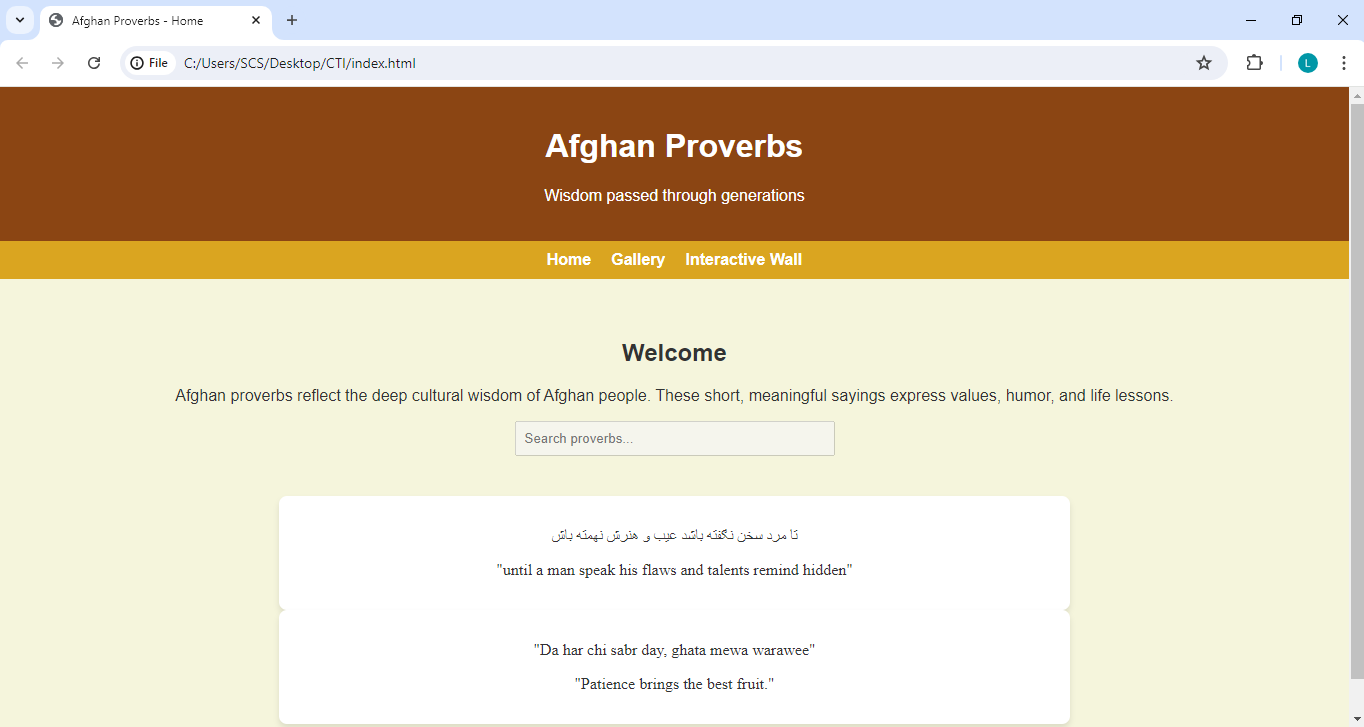 Afghan Proverbs - Home
File
C:/Users/SCS/Desktop/CTI/index.html
L
Afghan Proverbs
Wisdom passed through generations
Home Gallery Interactive Wall
Welcome
Afghan proverbs reflect the deep cultural wisdom of Afghan people. These short, meaningful sayings express values, humor, and life lessons.
Search proverbs...
تا مرد سخن نگفته باشد عیب و هنرش نهمته باش
"until a man speak his flaws and talents remind hidden"
"Da har chi sabr day, ghata mewa warawee"
"Patience brings the best fruit."